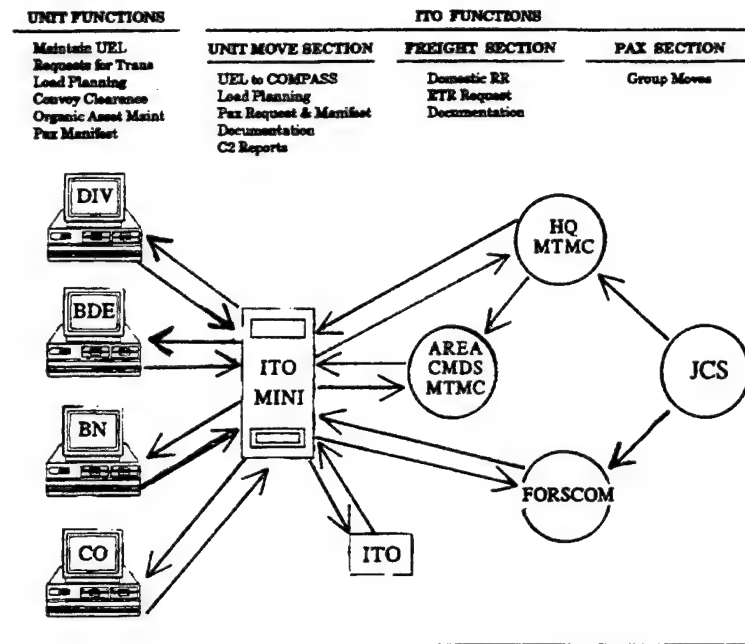 UNIT FUNCTIONS
Maintain UEL
Requests for Trans
Load Planning
Convoy Clearance
Organic Asset Maint
Pax Manifest
ITO FUNCTIONS
UNIT MOVE SECTION
UEL to COMPASS
Load Planning
Pax Request & Manifest
Documentation
C2 Reports
FREIGHT SECTION
Domestic RR
RTR Request
Documentation
PAX SECTION
Group Moves
DIV
BDE
BN
CO
ITO
MINI
ITO
HQ
MTMC
AREA
CMDS
MTMC
FORSCOM
JCS